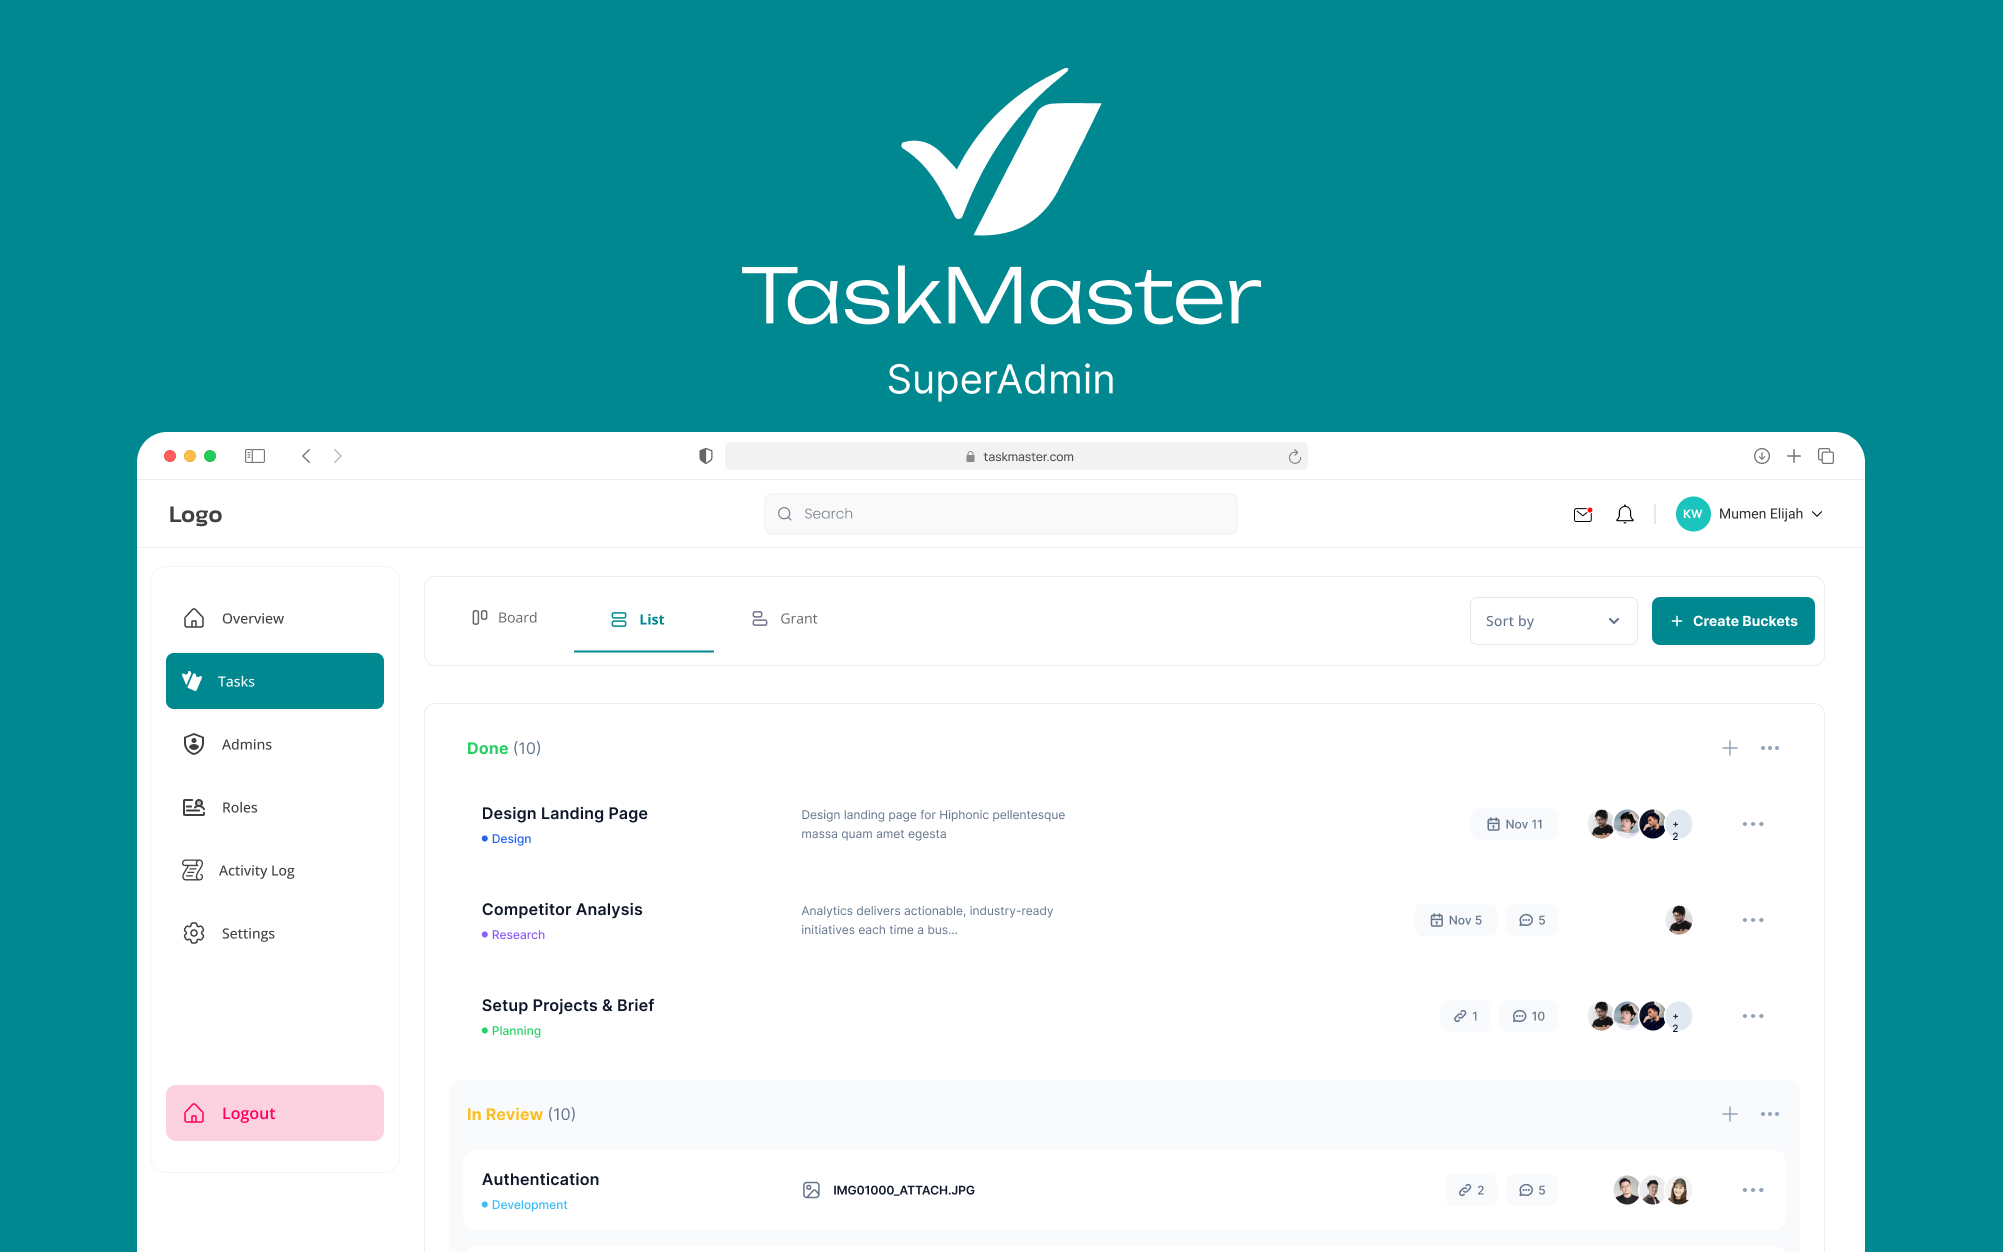 TaskMaster
SuperAdmin
taskmaster.com
Logo
Search
KW
Mumen Elijah
Overview
Tasks
Admins
Roles
Activity Log
Settings
Logout
Board
List
Grant
Sort by
+ Create Buckets
Done (10)
Design Landing Page
Design
Design landing page for Hiphonic pellentesque
massa quam amet egesta
Nov 11
+
2
Competitor Analysis
Research
Analytics delivers actionable, industry-ready
initiatives each time a bus...
Nov 5
5
Setup Projects & Brief
Planning
1
10
+
2
In Review (10)
Authentication
Development
IMG01000_ATTACH.JPG
2
5